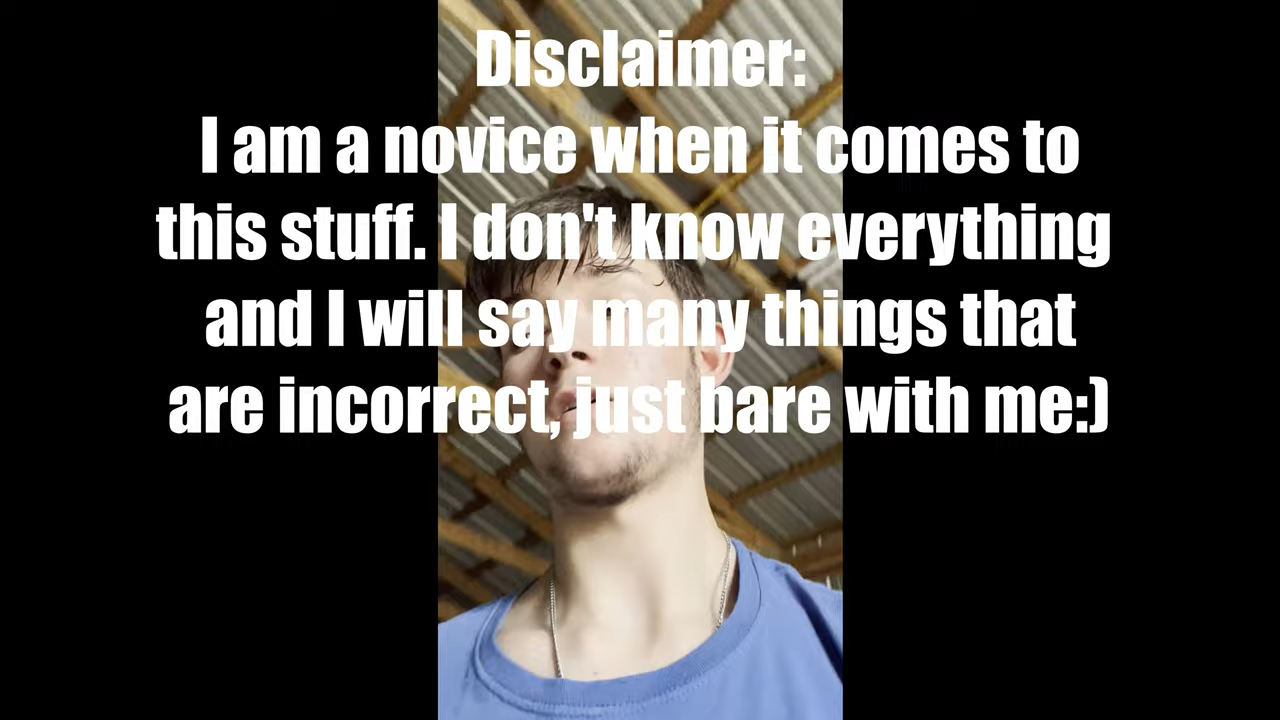 Disclaimer:
I am a novice when it comes to
this stuff. I don't know everything
and I will say many things that
are incorrect, just bare with me:)